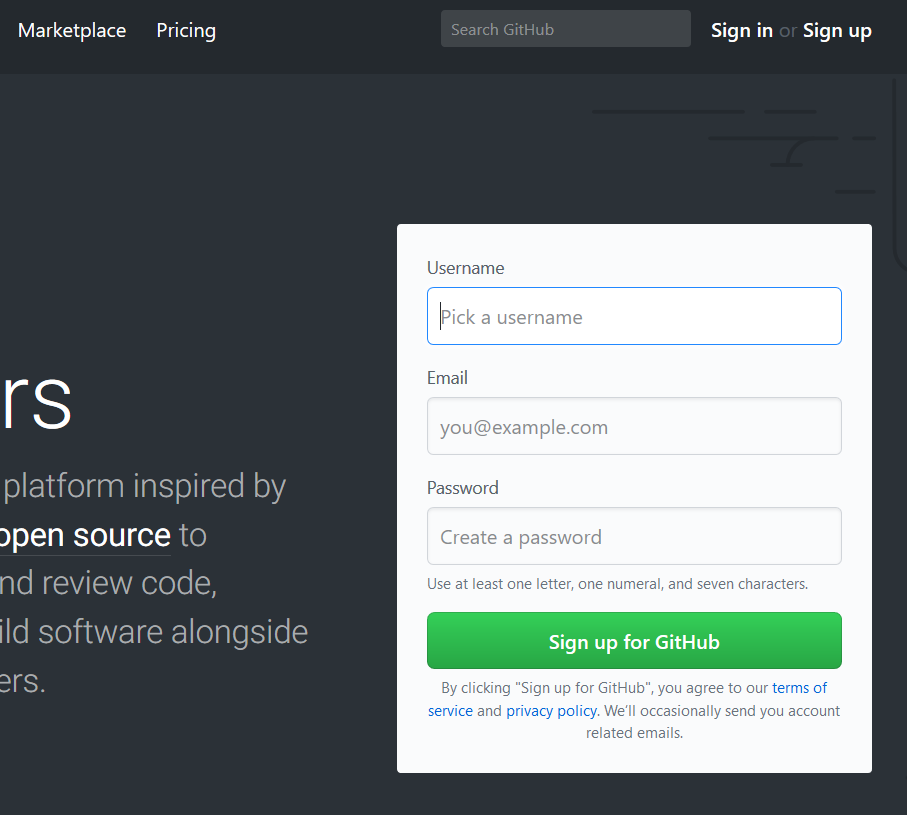 Marketplace Pricing Search GitHub Sign in or Sign up
Username
Pick a username
Email
you@example.com
Password
Create a password
Use at least one letter, one numeral, and seven characters.
Sign up for GitHub
By clicking "Sign up for GitHub", you agree to our terms of
service and privacy policy. We’ll occasionally send you account
related emails.
rs
platform inspired by
open source to
nd review code,
ild software alongside
ers.